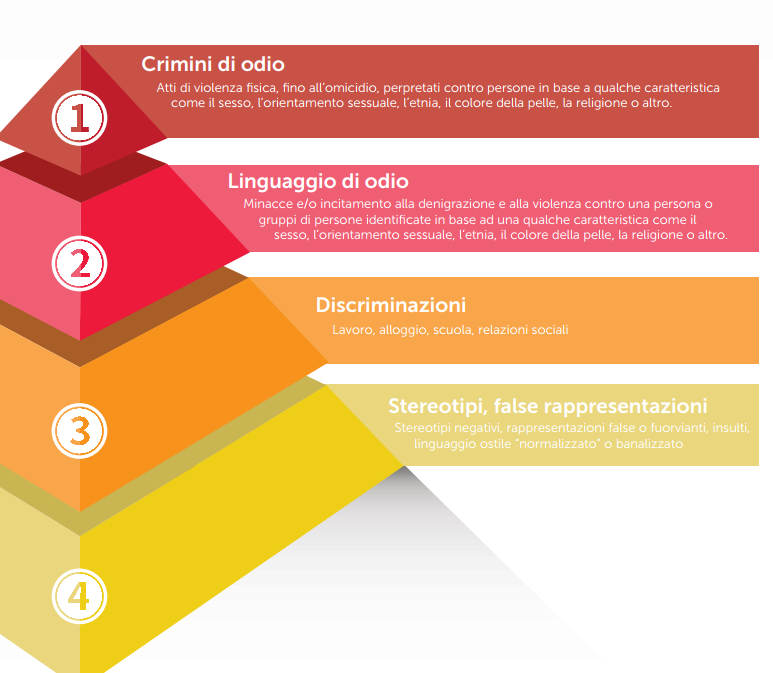 Crimini di odio
Atti di violenza fisica, fino all'omicidio, perpretati contro persone in base a qualche caratteristica
come il sesso, l'orientamento sessuale, l'etnia, il colore della pelle, la religione o altro.
1
Linguaggio di odio
Minacce e/o incitamento alla denigrazione e alla violenza contro una persona o
gruppi di persone identificate in base ad una qualche caratteristica come il
sesso, l'orientamento sessuale, l'etnia, il colore della pelle, la religione o altro.
2
Discriminazioni
Lavoro, alloggio, scuola, relazioni sociali
3
Stereotipi, false rappresentazioni
Stereotipi negativi, rappresentazioni false o fuorvianti, insulti,
linguaggio ostile "normalizzato" o banalizzato
4